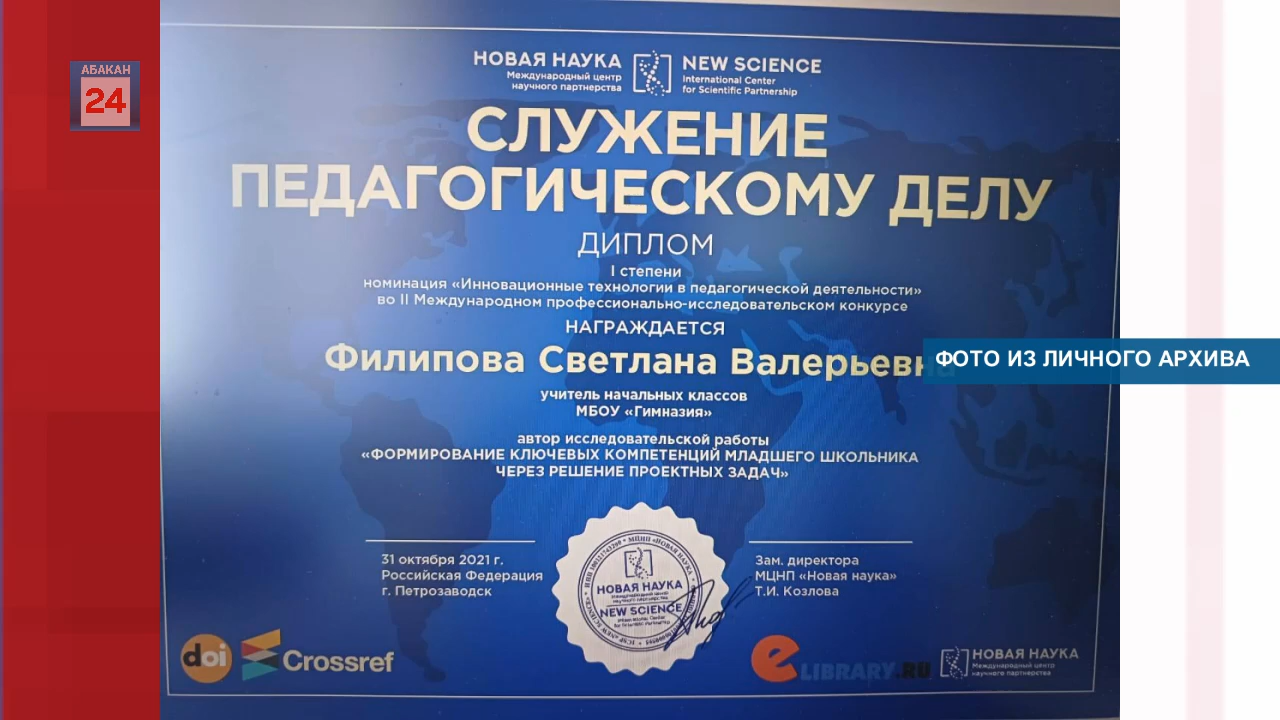 АБАКАН
24
НОВАЯ НАУКА
Международный центр
научного партнерства
NEW SCIENCE
International Center
for Scientific Partnership
СЛУЖЕНИЕ
ПЕДАГОГИЧЕСКОМУ ДЕЛУ
ДИПЛОМ
I степени
номинация «Инновационные технологии в педагогической деятельности»
во II Международном профессионально-исследовательском конкурсе
НАГРАЖДАЕТСЯ
Филипова Светлана Валерьевна
ФОТО ИЗ ЛИЧНОГО АРХИВА
учитель начальных классов
МБОУ «Гимназия»
автор исследовательской работы
«ФОРМИРОВАНИЕ КЛЮЧЕВЫХ КОМПЕТЕНЦИЙ МЛАДШЕГО ШКОЛЬНИКА
ЧЕРЕЗ РЕШЕНИЕ ПРОЕКТНЫХ ЗАДАЧ»
31 октября 2021 г.
Российская Федерация
г. Петрозаводск
НОВАЯ НАУКА
NEW SCIENCE
Зам. директора
МЦНП «Новая наука»
Т.И. Козлова
doi
Crossref
eLIBRARY.RU
НОВАЯ НАУКА
Международный центр
научного партнерства